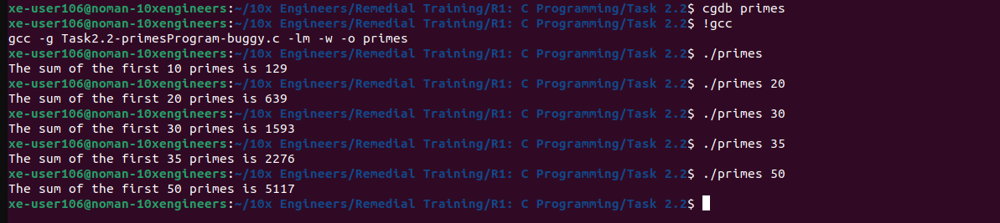 xe-user106@noman-10xengineers:~/10x Engineers/Remedial Training/R1: C Programming/Task 2.2$ cgdb primes
xe-user106@noman-10xengineers:~/10x Engineers/Remedial Training/R1: C Programming/Task 2.2$ !gcc
gcc -g Task2.2-primesProgram-buggy.c -lm -w -o primes
xe-user106@noman-10xengineers:~/10x Engineers/Remedial Training/R1: C Programming/Task 2.2$ ./primes
The sum of the first 10 primes is 129
xe-user106@noman-10xengineers:~/10x Engineers/Remedial Training/R1: C Programming/Task 2.2$ ./primes 20
The sum of the first 20 primes is 639
xe-user106@noman-10xengineers:~/10x Engineers/Remedial Training/R1: C Programming/Task 2.2$ ./primes 30
The sum of the first 30 primes is 1593
xe-user106@noman-10xengineers:~/10x Engineers/Remedial Training/R1: C Programming/Task 2.2$ ./primes 35
The sum of the first 35 primes is 2276
xe-user106@noman-10xengineers:~/10x Engineers/Remedial Training/R1: C Programming/Task 2.2$ ./primes 50
The sum of the first 50 primes is 5117
xe-user106@noman-10xengineers:~/10x Engineers/Remedial Training/R1: C Programming/Task 2.2$